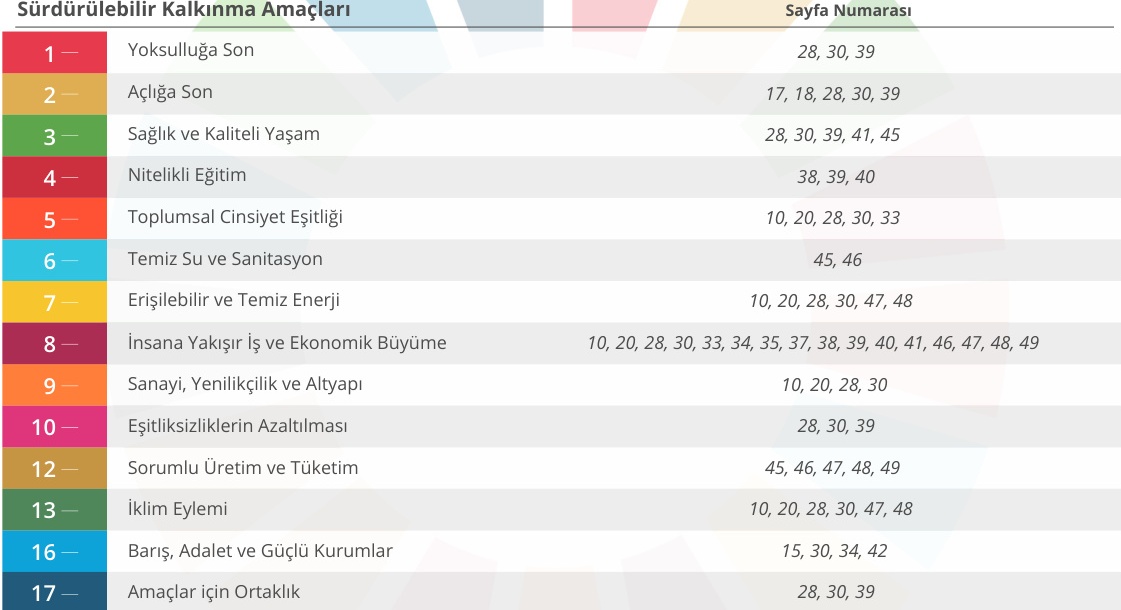 Sürdürülebilir Kalkınma Amaçları Sayfa Numarası
1 — Yoksulluğa Son 28, 30, 39
2 — Açlığa Son 17, 18, 28, 30, 39
3 — Sağlık ve Kaliteli Yaşam 28, 30, 39, 41, 45
4 — Nitelikli Eğitim 38, 39, 40
5 — Toplumsal Cinsiyet Eşitliği 10, 20, 28, 30, 33
6 — Temiz Su ve Sanitasyon 45, 46
7 — Erişilebilir ve Temiz Enerji 10, 20, 28, 30, 47, 48
8 — İnsana Yakışır İş ve Ekonomik Büyüme 10, 20, 28, 30, 33, 34, 35, 37, 38, 39, 40, 41, 46, 47, 48, 49
9 — Sanayi, Yenilikçilik ve Altyapı 10, 20, 28, 30
10 — Eşitliksizliklerin Azaltılması 28, 30, 39
12 — Sorumlu Üretim ve Tüketim 45, 46, 47, 48, 49
13 — İklim Eylemi 10, 20, 28, 30, 47, 48
16 — Barış, Adalet ve Güçlü Kurumlar 15, 30, 34, 42
17 — Amaçlar için Ortaklık 28, 30, 39